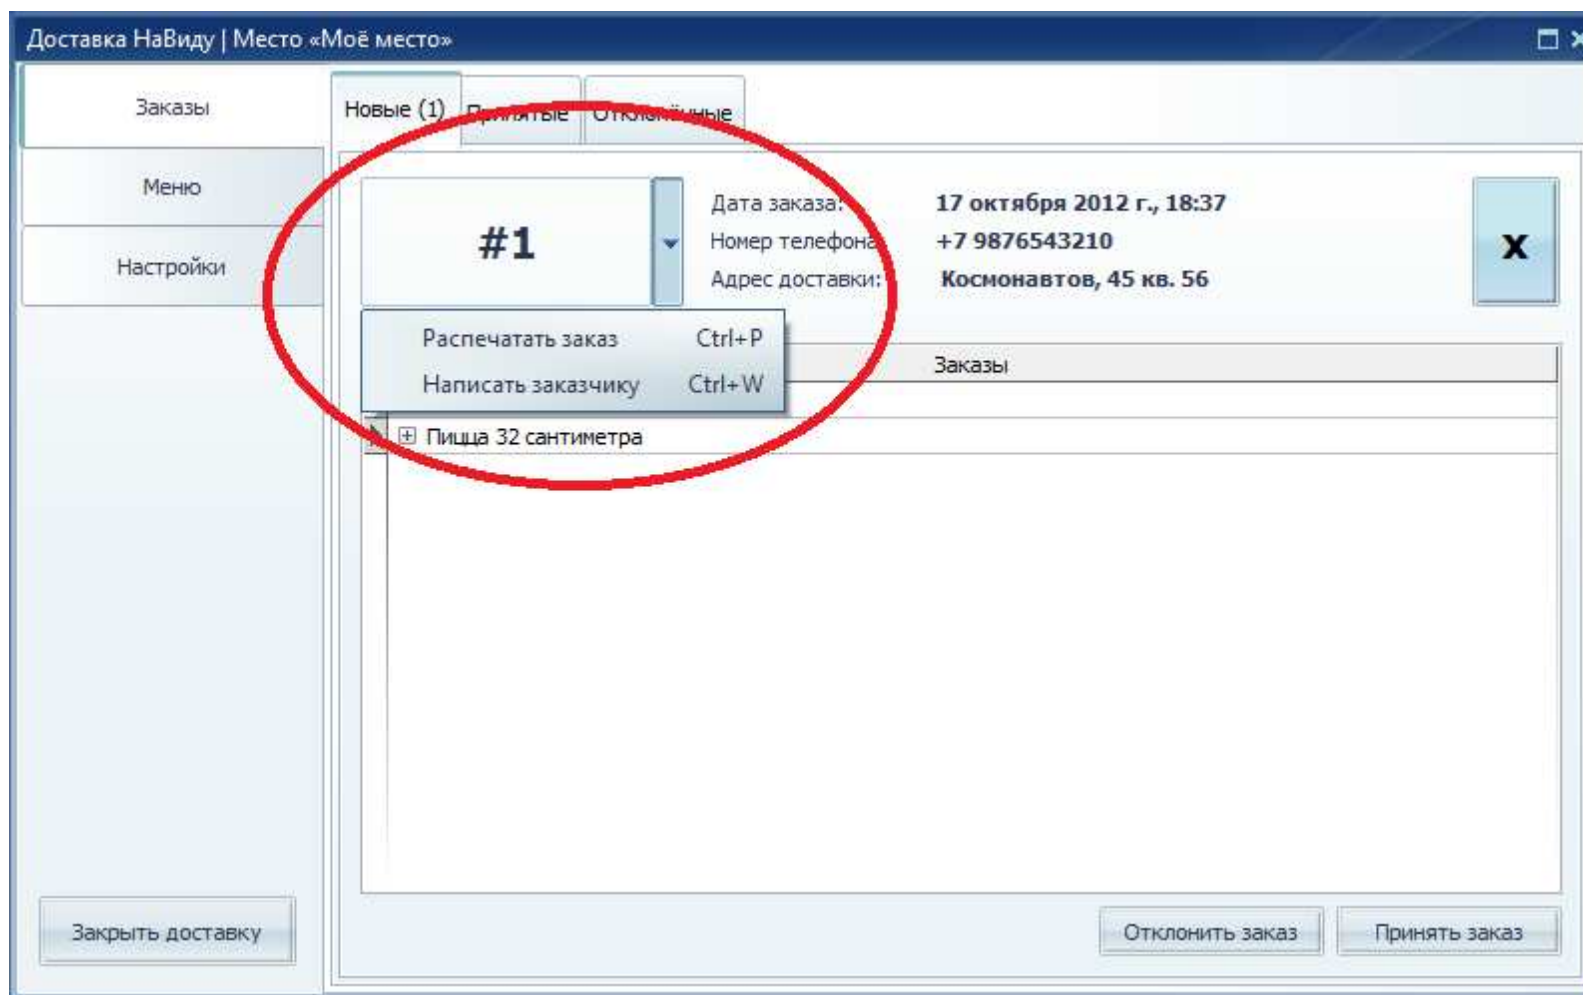 Доставка НаВиду | Место «Моё место»
Заказы
Новые (1) Принятые Отклонённые
Меню
Настройки
#1
Дата заказа: 17 октября 2012 г., 18:37
Номер телефона +7 9876543210
Адрес доставки: Космонавтов, 45 кв. 56
X
Распечатать заказ Ctrl+P
Написать заказчику Ctrl+W
Заказы
Пицца 32 сантиметра
Закрыть доставку
Отклонить заказ
Принять заказ